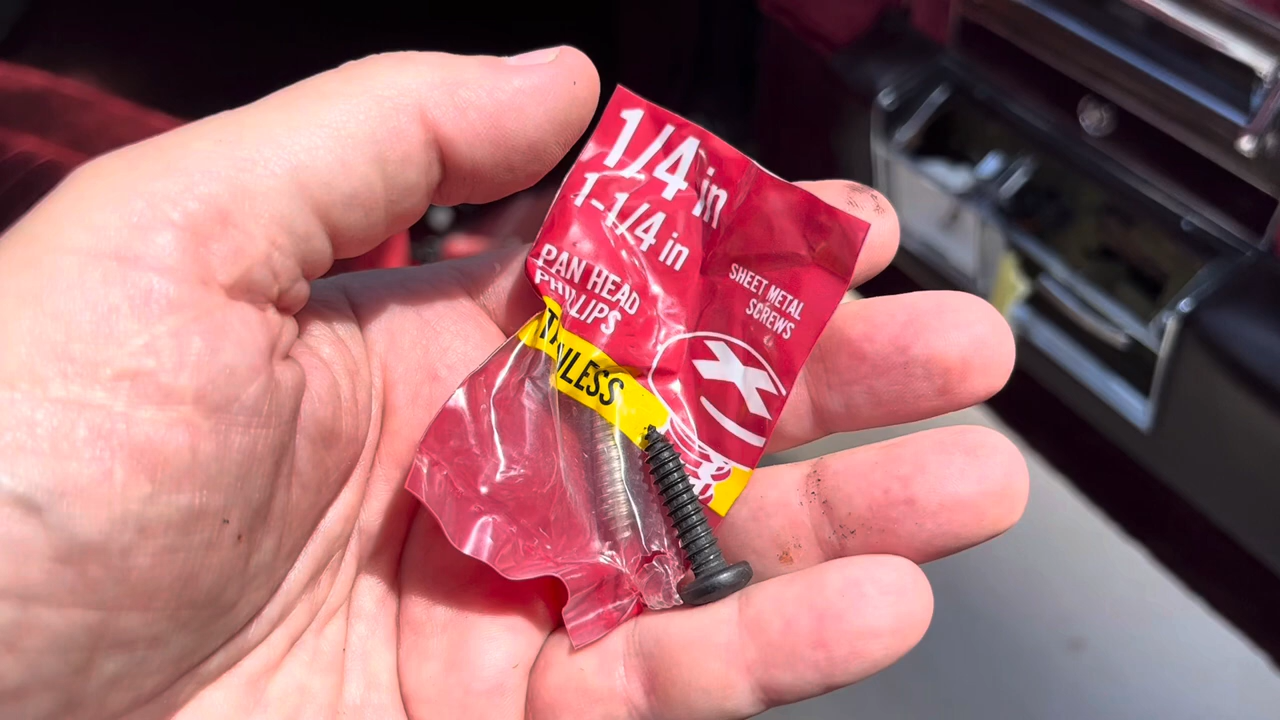 1/4 in
1-1/4 in
PAN HEAD
PHILLIPS
SHEET METAL
SCREWS